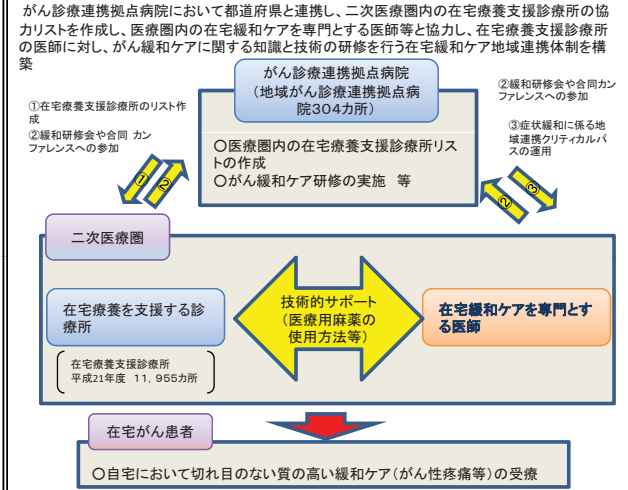 がん診療連携拠点病院において都道府県と連携し、二次医療圏内の在宅療養支援診療所の協
力リストを作成し、医療圏内の在宅緩和ケアを専門とする医師等と協力し、在宅療養支援診療所
の医師に対し、がん緩和ケアに関する知識と技術の研修を行う在宅緩和ケア地域連携体制を構
築
がん診療連携拠点病院
（地域がん診療連携拠点病
院304カ所）
○医療圏内の在宅療養支援診療所リス
トの作成
○がん緩和ケア研修の実施 等
①在宅療養支援診療所のリスト作
成
②緩和研修会や合同 カン
ファレンスへの参加
②緩和研修会や合同カン
ファレンスへの参加
③症状緩和に係る地
域連携クリティカルパ
スの運用
①
②
②
③
二次医療圏
在宅療養を支援する診
療所
在宅療養支援診療所
平成21年度 11，955カ所
技術的サポート
（医療用麻薬の
使用方法等）
在宅緩和ケアを専門とす
る医師
在宅がん患者
○自宅において切れ目のない質の高い緩和ケア（がん性疼痛等）の受療